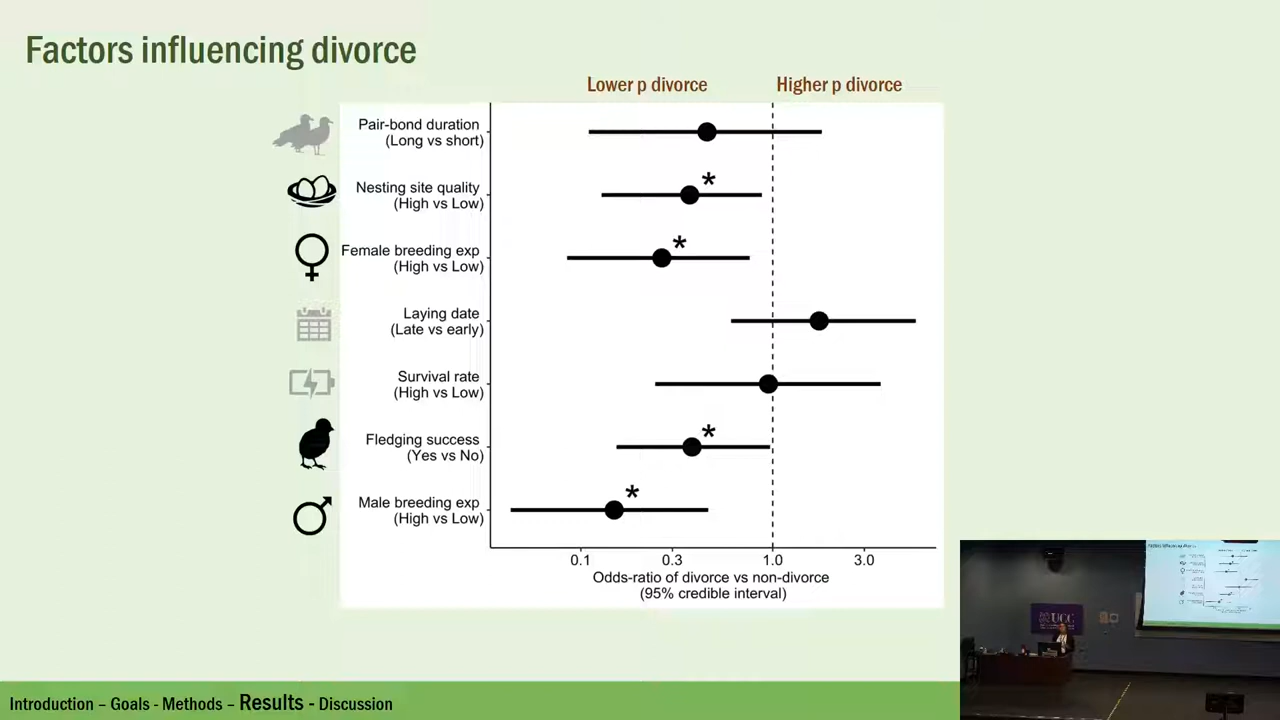 Factors influencing divorce
Lower p divorce
Higher p divorce
Pair-bond duration
(Long vs short)
*
Nesting site quality
(High vs Low)
*
Female breeding exp
(High vs Low)
Laying date
(Late vs early)
Survival rate
(High vs Low)
*
Fledging success
(Yes vs No)
*
Male breeding exp
(High vs Low)
0.1
0.3
1.0
3.0
Odds-ratio of divorce vs non-divorce
(95% credible interval)
UCC
Introduction – Goals - Methods – Results - Discussion